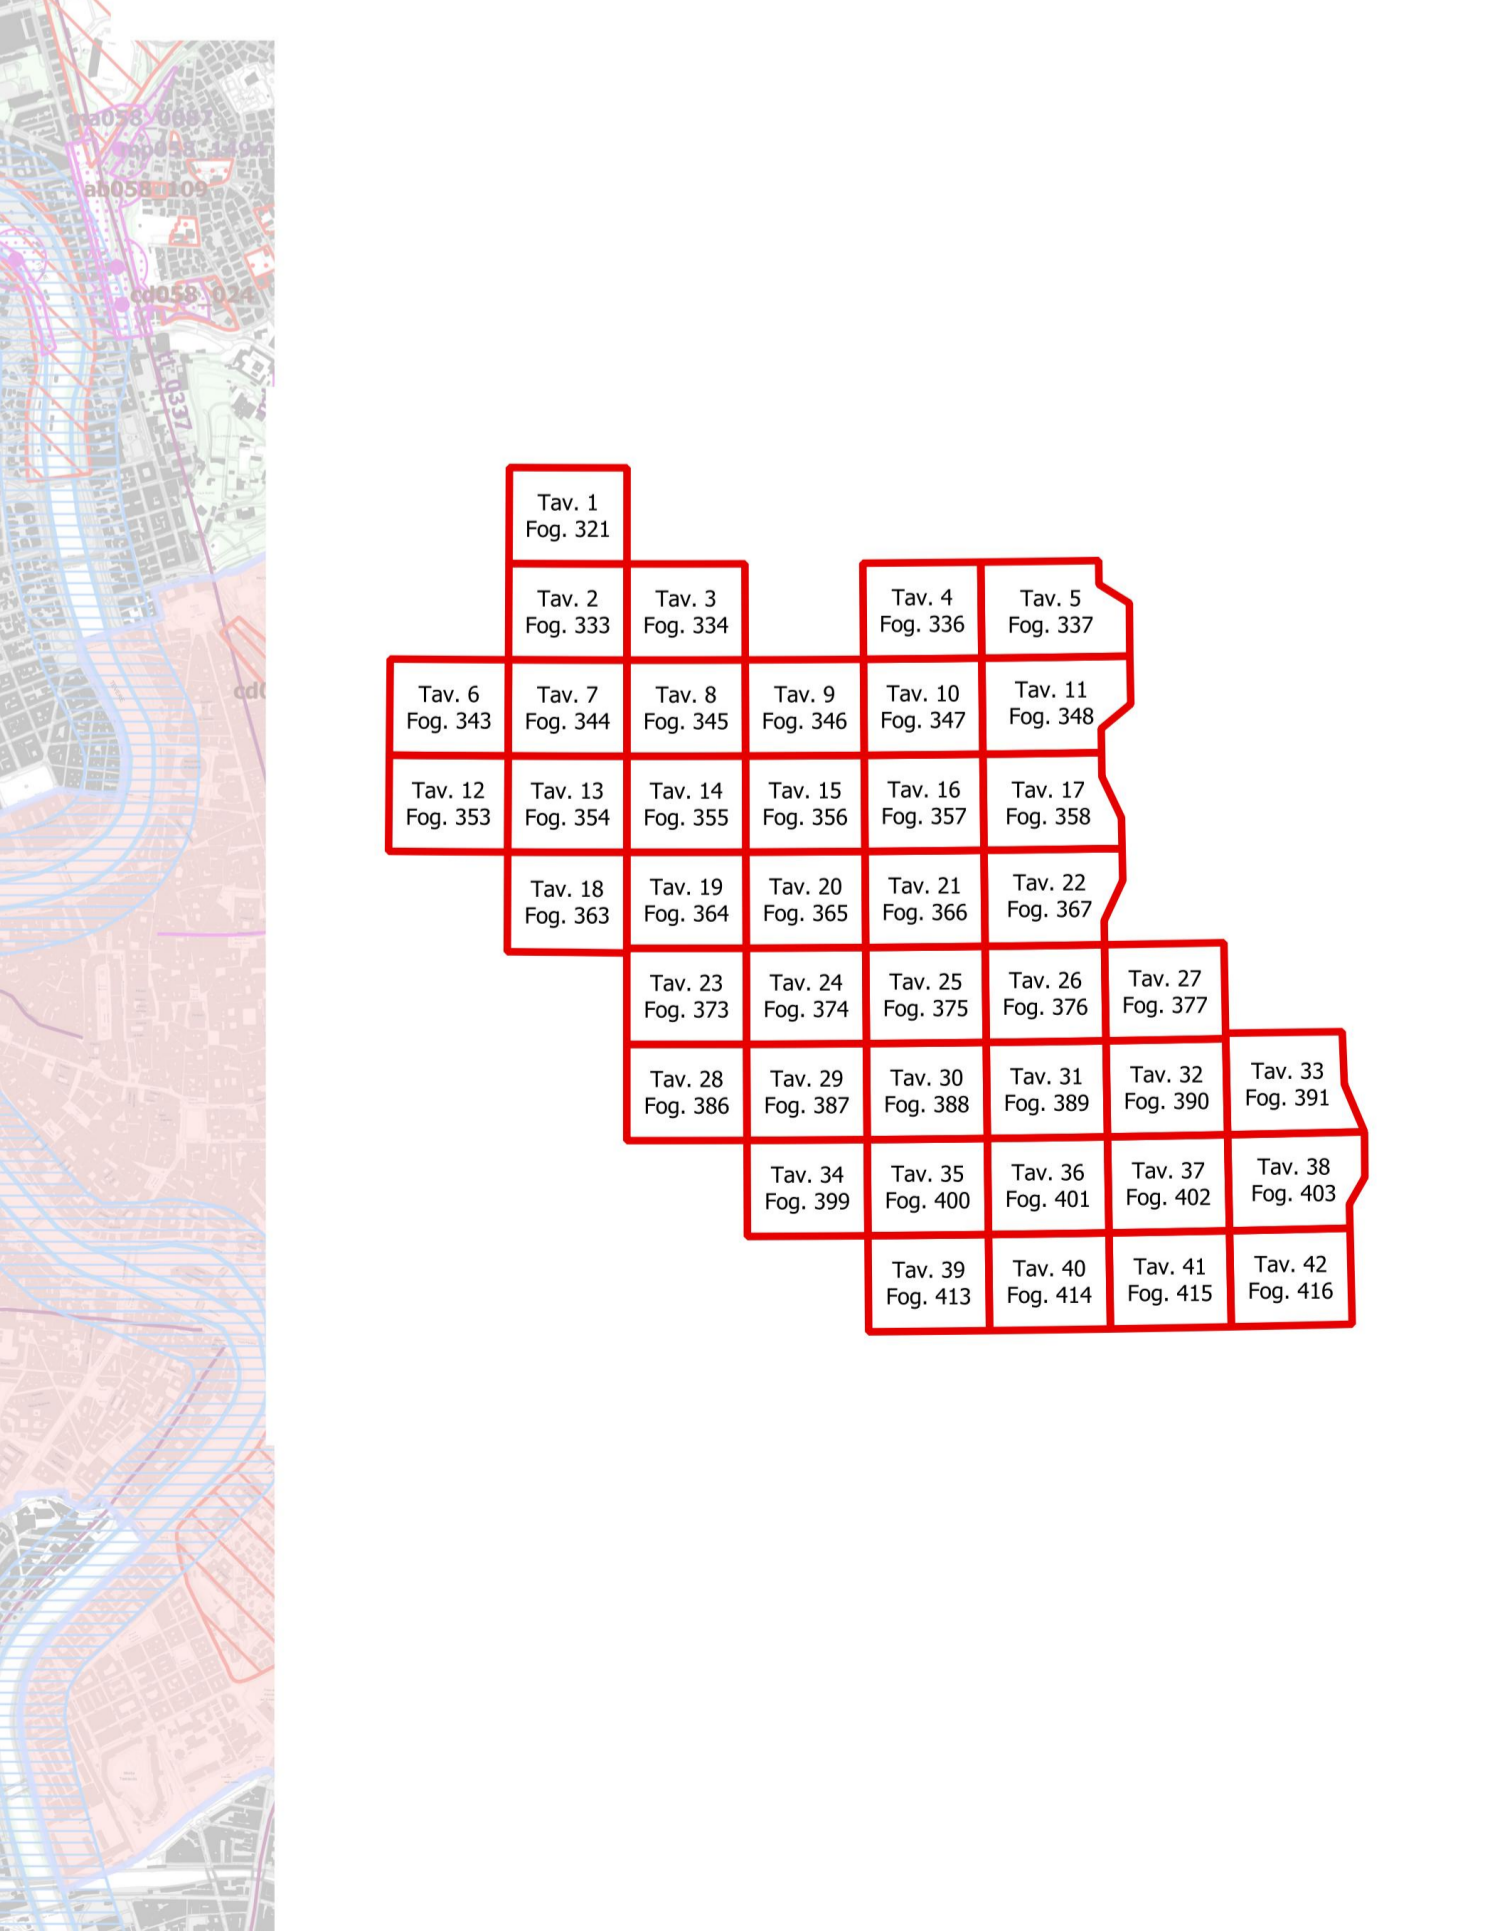 ma058_0087
mp058_1494
ab058_109
cd058_024
tl_0337
Tav. 1
Fog. 321
Tav. 2
Fog. 333
Tav. 3
Fog. 334
Tav. 4
Fog. 336
Tav. 5
Fog. 337
Tav. 6
Fog. 343
Tav. 7
Fog. 344
Tav. 8
Fog. 345
Tav. 9
Fog. 346
Tav. 10
Fog. 347
Tav. 11
Fog. 348
Tav. 12
Fog. 353
Tav. 13
Fog. 354
Tav. 14
Fog. 355
Tav. 15
Fog. 356
Tav. 16
Fog. 357
Tav. 17
Fog. 358
Tav. 18
Fog. 363
Tav. 19
Fog. 364
Tav. 20
Fog. 365
Tav. 21
Fog. 366
Tav. 22
Fog. 367
Tav. 23
Fog. 373
Tav. 24
Fog. 374
Tav. 25
Fog. 375
Tav. 26
Fog. 376
Tav. 27
Fog. 377
Tav. 28
Fog. 386
Tav. 29
Fog. 387
Tav. 30
Fog. 388
Tav. 31
Fog. 389
Tav. 32
Fog. 390
Tav. 33
Fog. 391
Tav. 34
Fog. 399
Tav. 35
Fog. 400
Tav. 36
Fog. 401
Tav. 37
Fog. 402
Tav. 38
Fog. 403
Tav. 39
Fog. 413
Tav. 40
Fog. 414
Tav. 41
Fog. 415
Tav. 42
Fog. 416